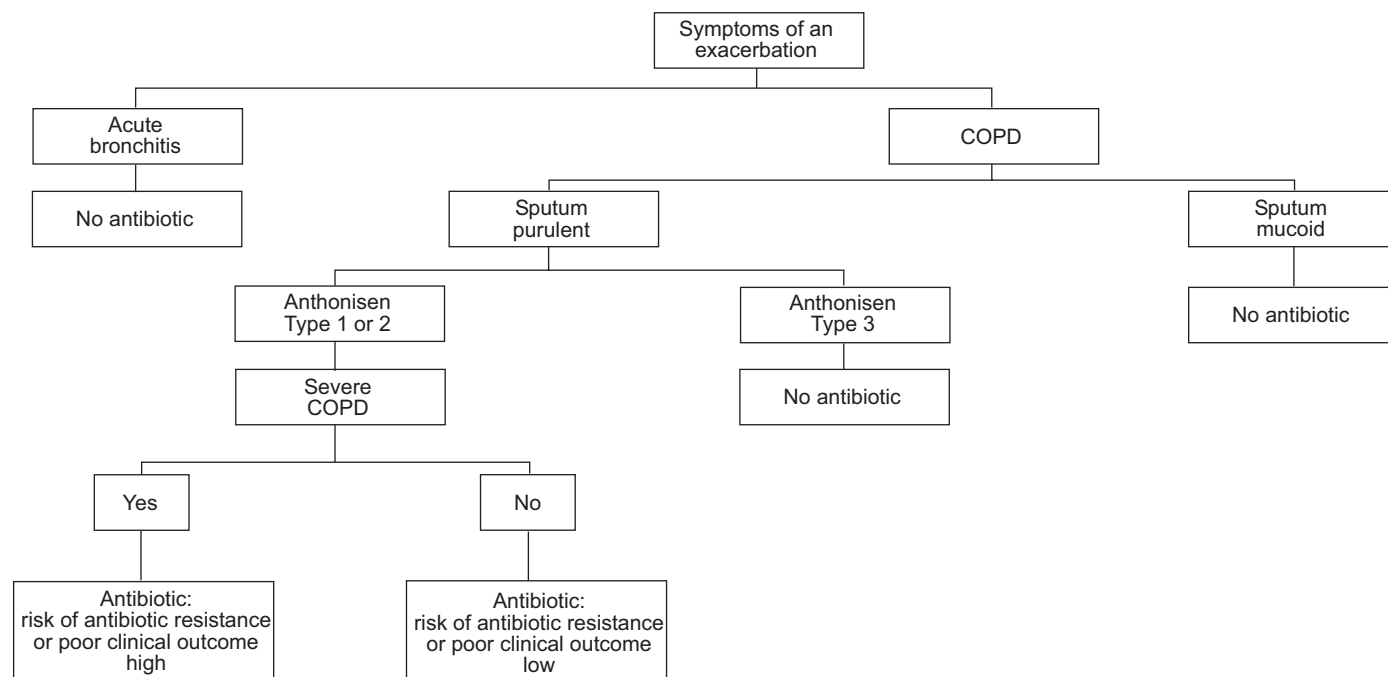 Symptoms of an
exacerbation
Acute
bronchitis
COPD
No antibiotic
Sputum
purulent
Sputum
mucoid
Anthonisen
Type 1 or 2
Anthonisen
Type 3
No antibiotic
Severe
COPD
No antibiotic
Yes
No
Antibiotic:
risk of antibiotic resistance
or poor clinical outcome
high
Antibiotic:
risk of antibiotic resistance
or poor clinical outcome
low